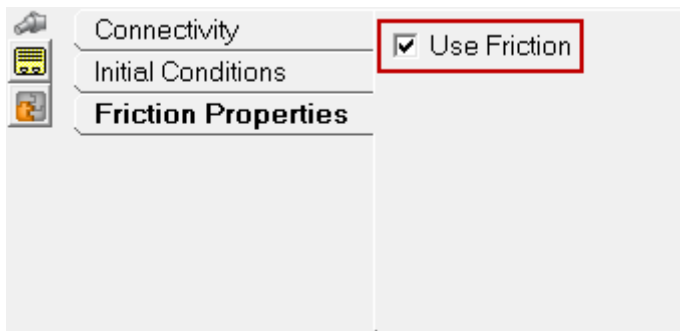 Connectivity
Use Friction
Initial Conditions
Friction Properties